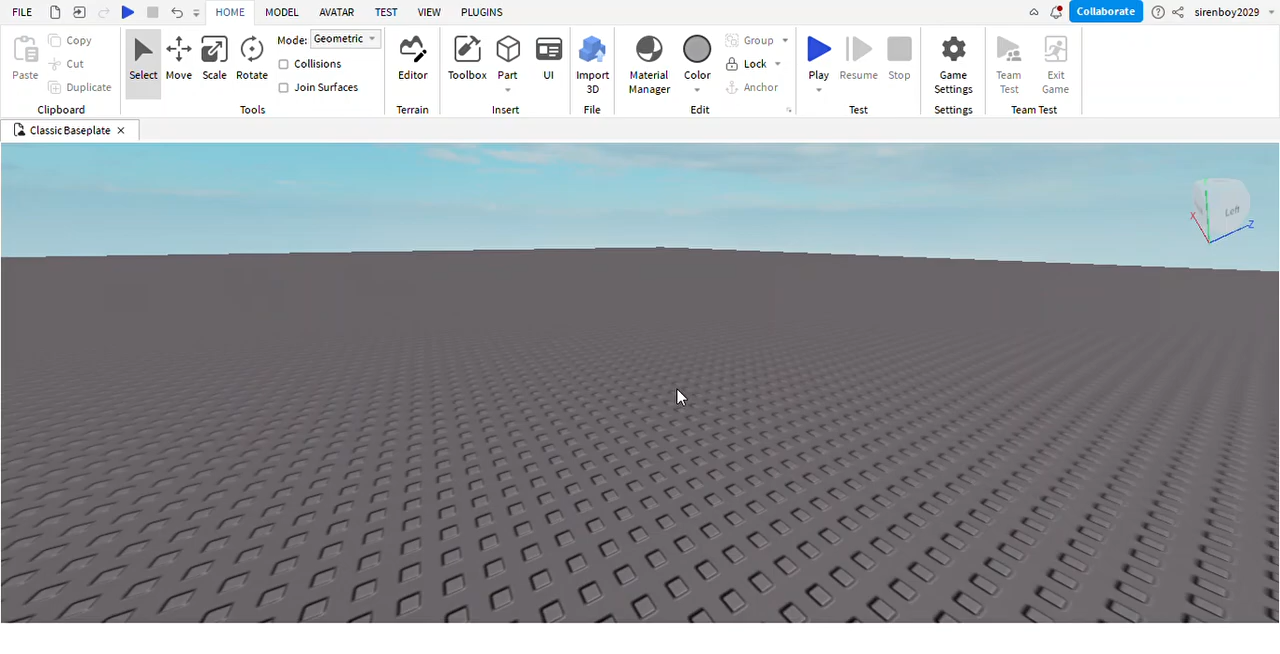 FILE HOME MODEL AVATAR TEST VIEW PLUGINS Collaborate sirenboy2029
Paste Copy Cut Duplicate
Clipboard
Select Move Scale Rotate Mode: Geometric
Collisions
Join Surfaces
Tools
Editor
Terrain
Toolbox Part UI
Insert
Import 3D
File
Material Manager Color Group
Lock
Anchor
Edit
Play Resume Stop
Test
Game Settings
Settings
Team Test Exit Game
Team Test
Classic Baseplate
Left
X
Z